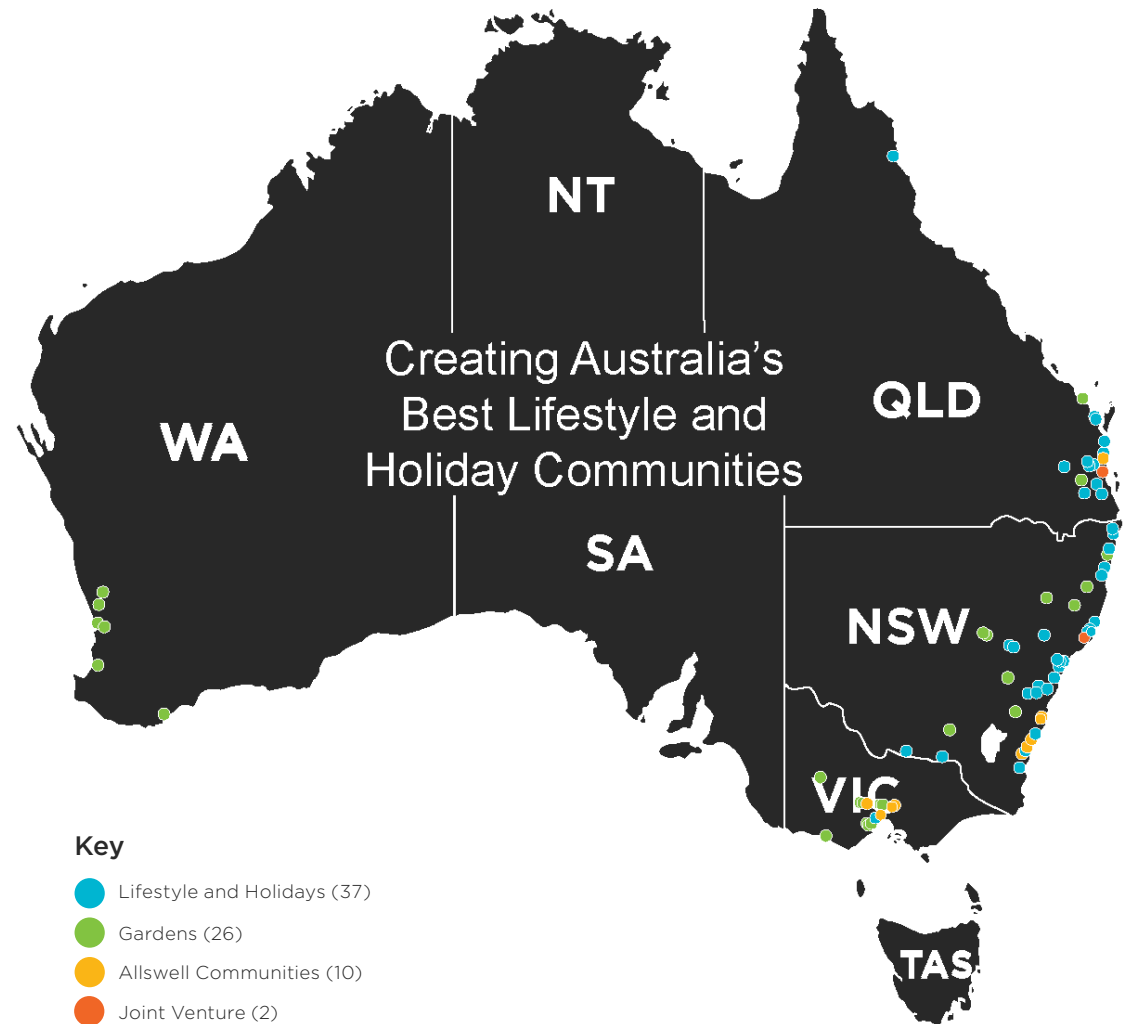 NT
Creating Australia’s
Best Lifestyle and
Holiday Communities
QLD
WA
SA
NSW
VIC
TAS
Key
Lifestyle and Holidays (37)
Gardens (26)
Allswell Communities (10)
Joint Venture (2)